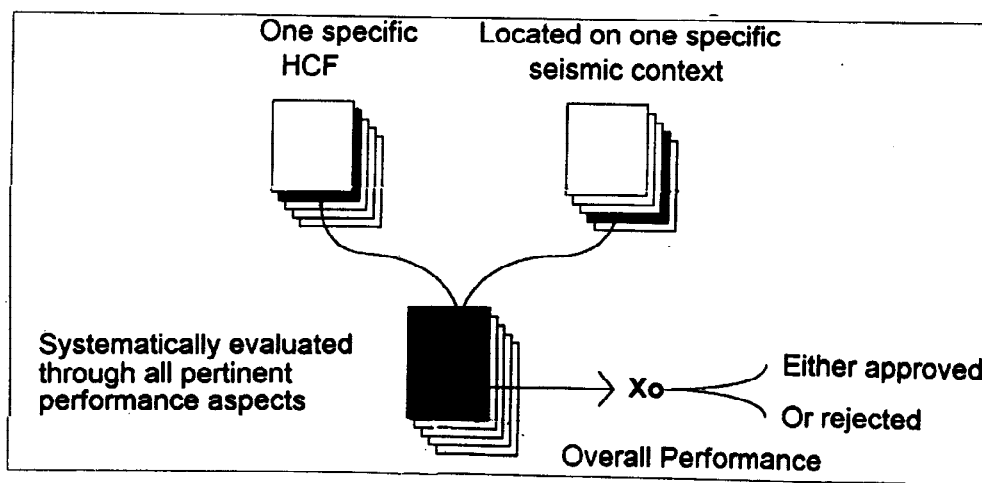 One specific
HCF
Located on one specific
seismic context
Systematically evaluated
through all pertinent
performance aspects
Xo
Either approved
Or rejected
Overall Performance